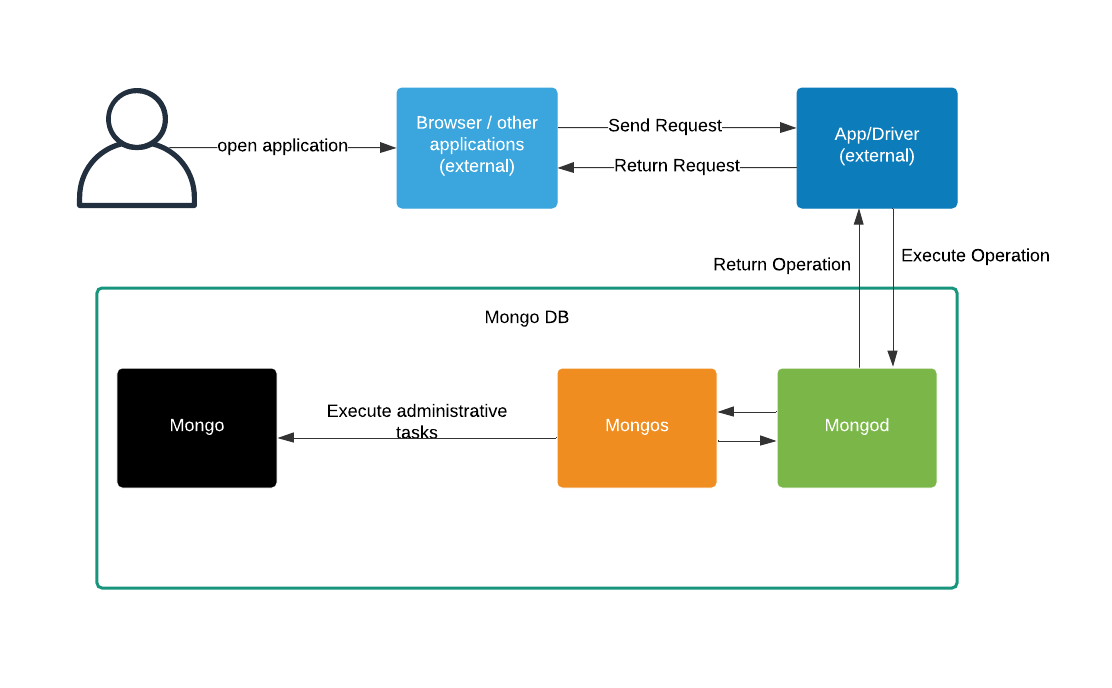 Browser / other
applications
(external)
Send Request
App/Driver
(external)
open application
Return Request
Return Operation
Execute Operation
Mongo DB
Mongo
Execute administrative
tasks
Mongos
Mongod